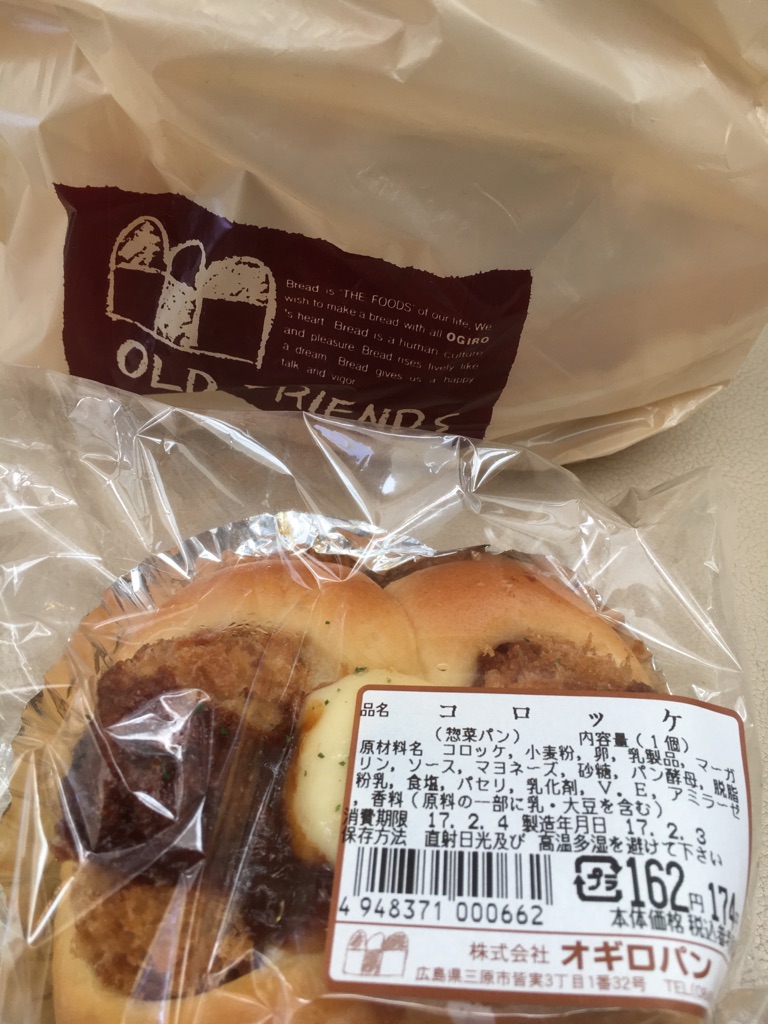 Bread is "THE FOODS" of our life. We
wish to make a bread with all OGIRO
's heart. Bread is a human culture
and pleasure. Bread rises lively like
a dream. Bread gives us a happy
talk and vigor.
OLD FRIENDS
品名 コロッケ
(惣菜パン) 内容量(1個)
原材料名 コロッケ, 小麦粉, 卵, 乳製品, マーガ
リン, ソース, マヨネーズ, 砂糖, パン酵母, 脱脂
粉乳, 食塩, パセリ, 乳化剤, V.E, アミラーゼ
, 香料(原料の一部に乳・大豆を含む)
消費期限 17.2.4 製造年月日 17.2.3
保存方法 直射日光及び 高温多湿を避けて下さい
プラ 162円 174
4 948371 000662
本体価格 税込
株式会社 オギロパン
広島県三原市皆実3丁目1番32号 TEL